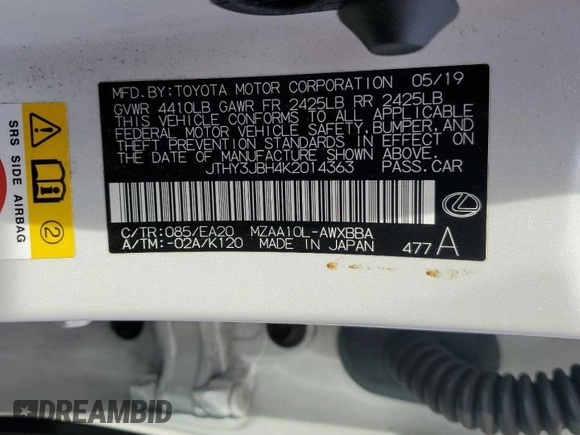 MFD.BY:TOYOTA MOTOR CORPORATION 05/19
GVWR 4410LB GAWR FR 2425LB RR 2425LB
THIS VEHICLE CONFORMS TO ALL APPLICABLE
FEDERAL MOTOR VEHICLE SAFETY,BUMPER,AND
THEFT PREVENTION STANDARDS IN EFFECT ON
THE DATE OF MANUFACTURE SHOWN ABOVE.
JTHY3JBH4K2014363 PASS.CAR
C/TR:085/EA20 MZAA10L-AWXBBA
A/TM:-02A/K120 MADE IN JAPAN 477 A
SRS SIDE AIRBAG
2
DREAMBID